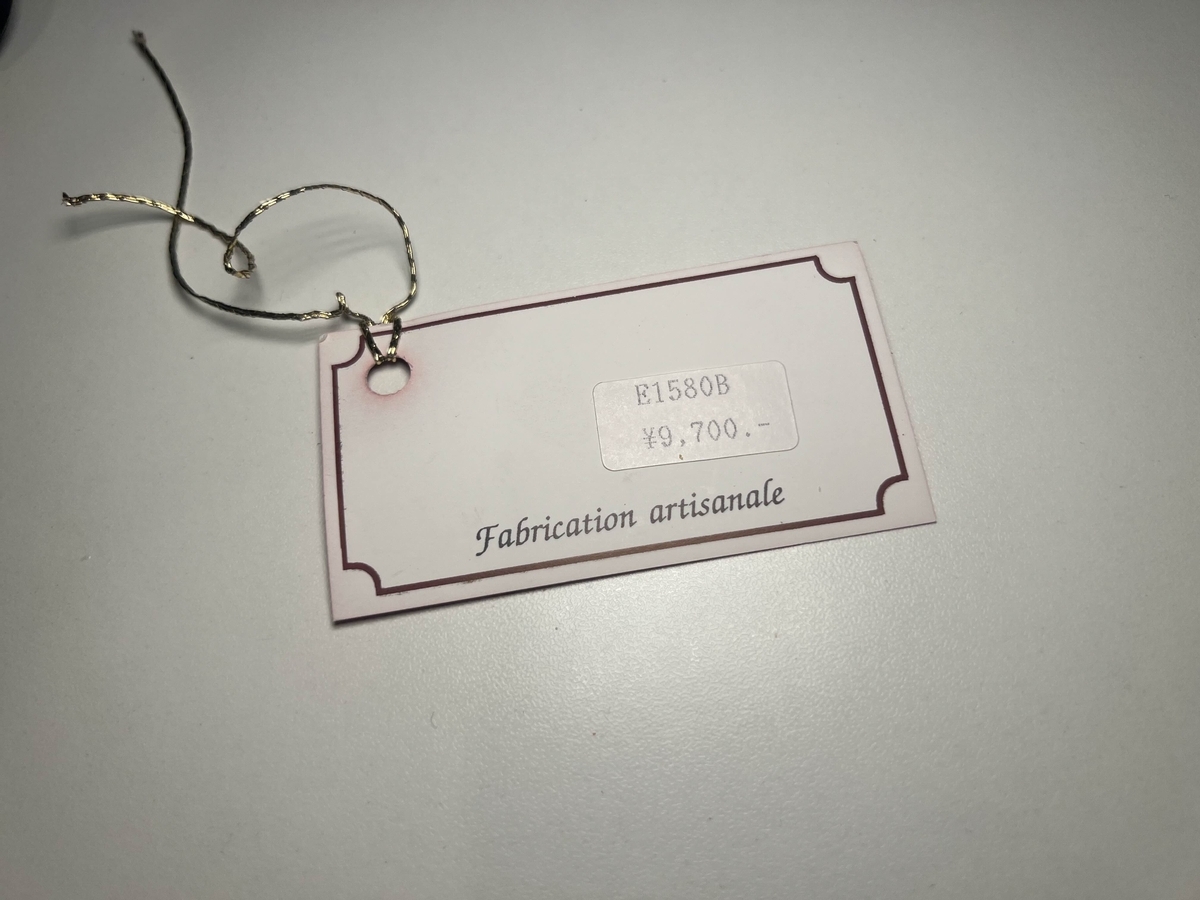 E1580B
¥9,700.-
Fabrication artisanale